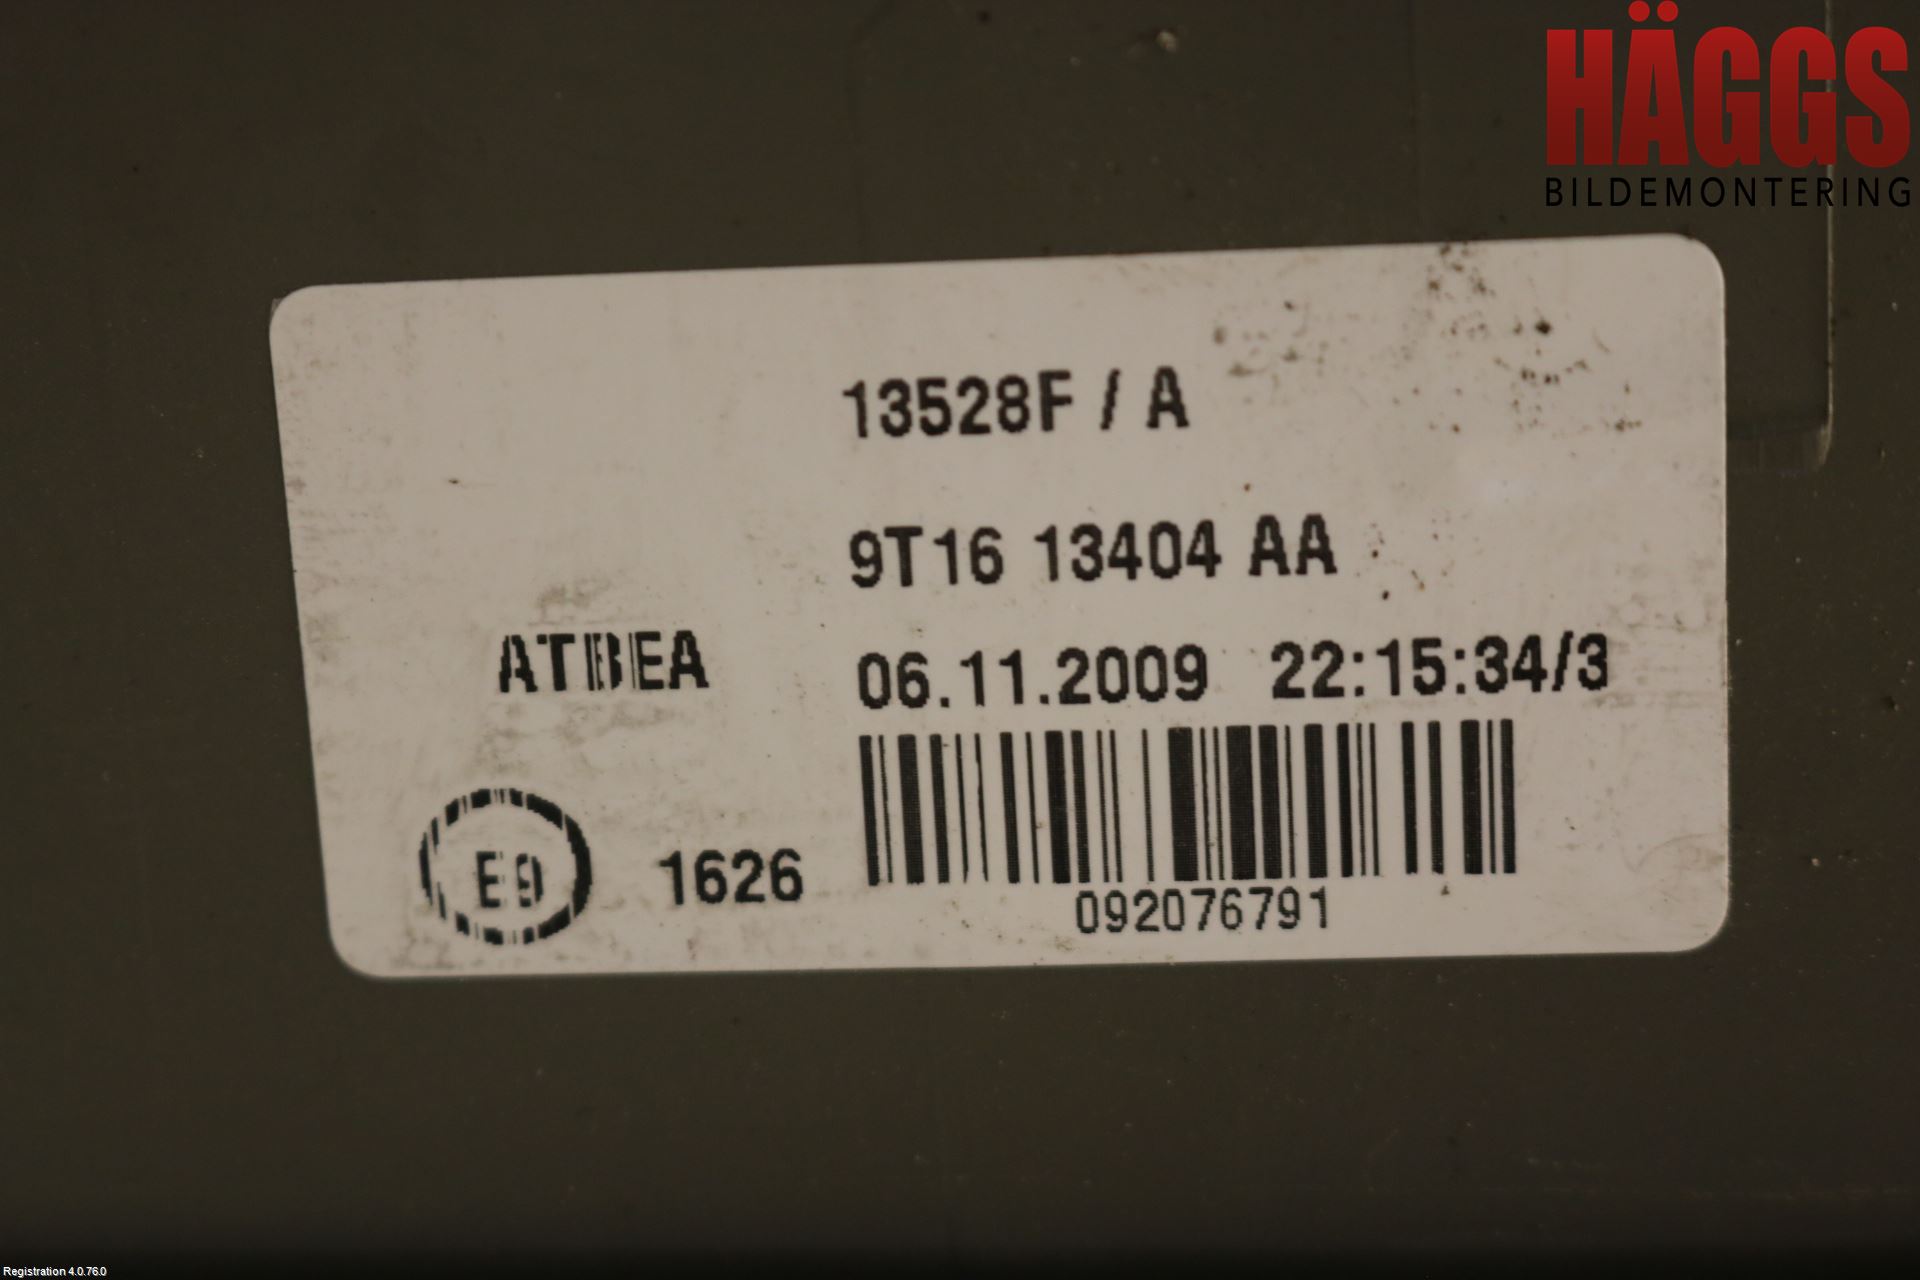 HÄGGS
BILDEMONTERING
13528F / A
9T16 13404 AA
ATBEA
06.11.2009 22:15:34/3
E9
1626
092076791
Registration 4.0.76.0